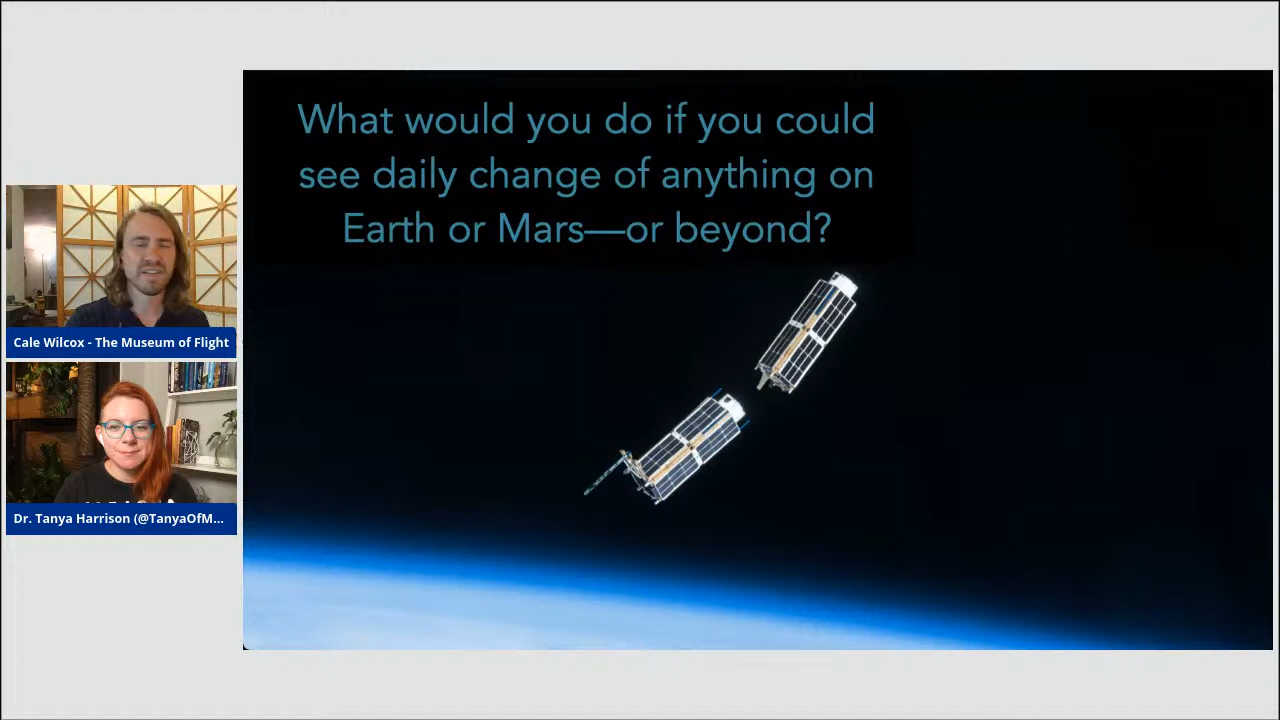 What would you do if you could
see daily change of anything on
Earth or Mars—or beyond?
Cale Wilcox - The Museum of Flight
Dr. Tanya Harrison (@TanyaOfM...